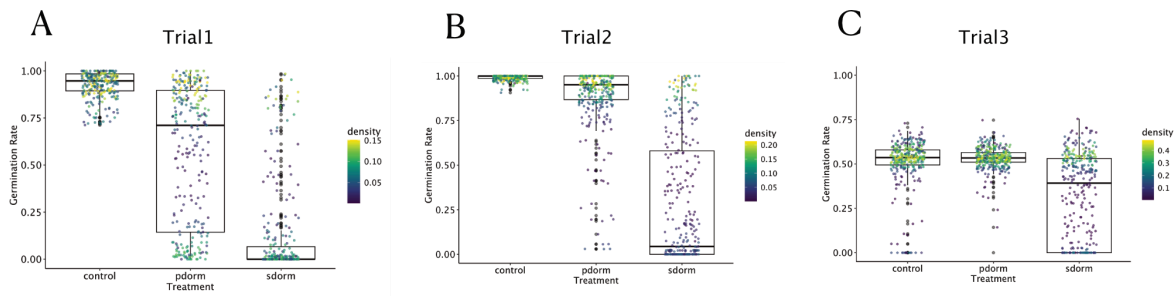 A
Trial1
Germination Rate
1.00
0.75
0.50
0.25
0.00
control
pdorm
sdorm
Treatment
density
0.15
0.05
B
Trial2
Germination Rate
1.00
0.75
0.50
0.25
0.00
control
pdorm
sdorm
Treatment
density
0.20
0.15
0.10
0.05
C
Trial3
Germination Rate
1.00
0.75
0.50
0.25
0.00
control
pdorm
sdorm
Treatment
density
0.4
0.3
0.2
0.1